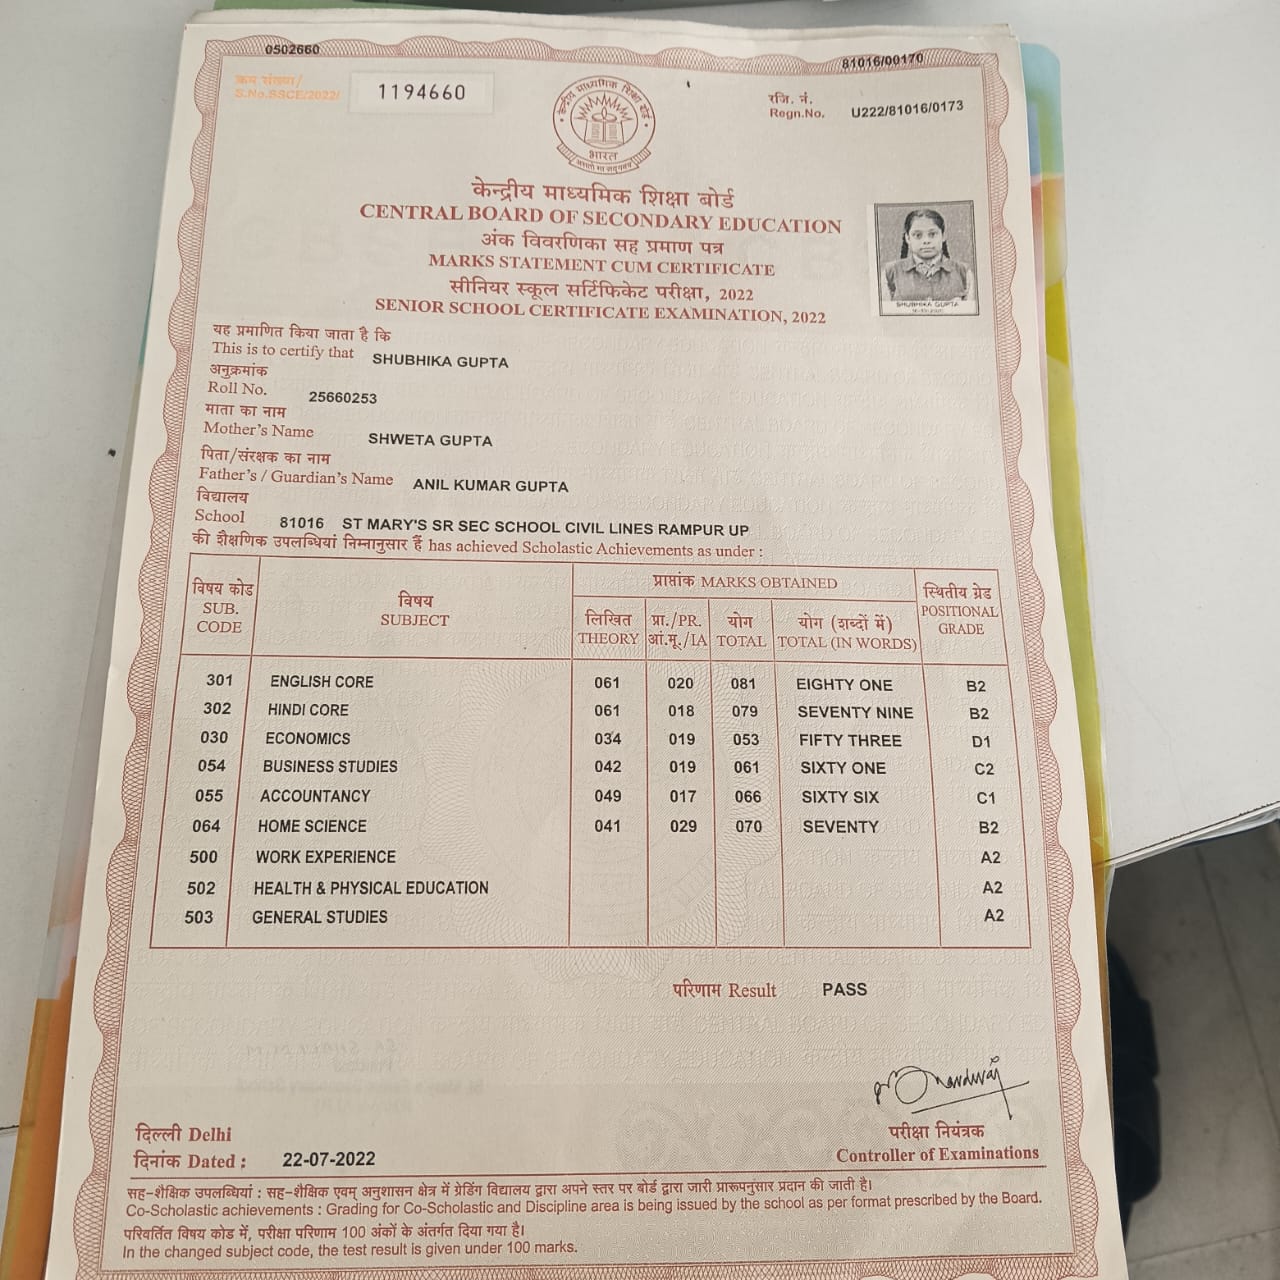 0502660
81016/00170
क्रम संख्या/
S.No.SSCE/2022/
1194660
रजि. नं.
Regn.No. U222/81016/0173
केन्द्रीय माध्यमिक शिक्षा बोर्ड
भारत
केन्द्रीय माध्यमिक शिक्षा बोर्ड
CENTRAL BOARD OF SECONDARY EDUCATION
अंक विवरणिका सह प्रमाण पत्र
MARKS STATEMENT CUM CERTIFICATE
सीनियर स्कूल सर्टिफिकेट परीक्षा, 2022
SENIOR SCHOOL CERTIFICATE EXAMINATION, 2022
SHUBHIKA GUPTA
यह प्रमाणित किया जाता है कि
This is to certify that SHUBHIKA GUPTA
अनुक्रमांक
Roll No. 25660253
माता का नाम
Mother's Name SHWETA GUPTA
पिता/संरक्षक का नाम
Father's / Guardian's Name ANIL KUMAR GUPTA
विद्यालय
School 81016 ST MARY'S SR SEC SCHOOL CIVIL LINES RAMPUR UP
की शैक्षणिक उपलब्धियां निम्नानुसार हैं has achieved Scholastic Achievements as under :
विषय कोड
SUB. CODE
विषय
SUBJECT
प्राप्तांक MARKS OBTAINED
स्थितीय ग्रेड
POSITIONAL GRADE
लिखित
THEORY
प्रा./PR.
आं.मू./IA
योग
TOTAL
योग (शब्दों में)
TOTAL (IN WORDS)
301 ENGLISH CORE 061 020 081 EIGHTY ONE B2
302 HINDI CORE 061 018 079 SEVENTY NINE B2
030 ECONOMICS 034 019 053 FIFTY THREE D1
054 BUSINESS STUDIES 042 019 061 SIXTY ONE C2
055 ACCOUNTANCY 049 017 066 SIXTY SIX C1
064 HOME SCIENCE 041 029 070 SEVENTY B2
500 WORK EXPERIENCE A2
502 HEALTH & PHYSICAL EDUCATION A2
503 GENERAL STUDIES A2
परिणाम Result PASS
दिल्ली Delhi
दिनांक Dated : 22-07-2022
परीक्षा नियंत्रक
Controller of Examinations
सह-शैक्षिक उपलब्धियां : सह-शैक्षिक एवम् अनुशासन क्षेत्र में ग्रेडिंग विद्यालय द्वारा अपने स्तर पर बोर्ड द्वारा जारी प्रारूपनुसार प्रदान की जाती है।
Co-Scholastic achievements : Grading for Co-Scholastic and Discipline area is being issued by the school as per format prescribed by the Board.
परिवर्तित विषय कोड में, परीक्षा परिणाम 100 अंकों के अंतर्गत दिया गया है।
In the changed subject code, the test result is given under 100 marks.